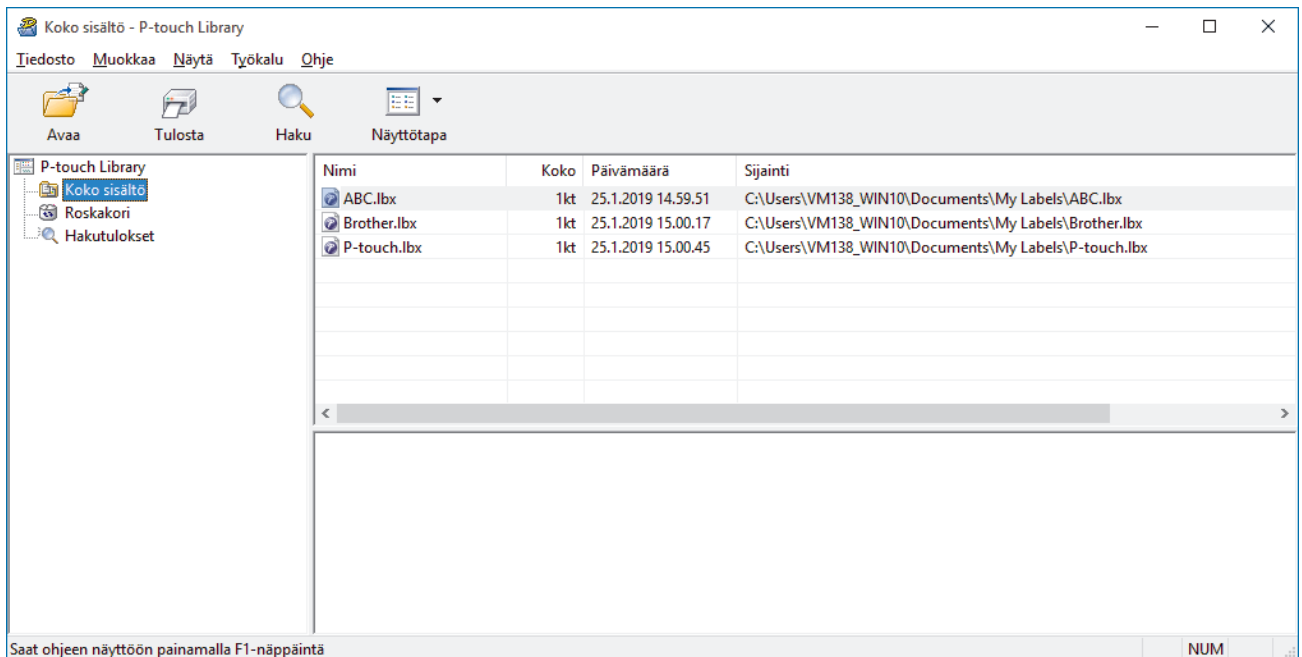 Koko sisältö - P-touch Library
Tiedosto Muokkaa Näytä Työkalu Ohje
Avaa Tulosta Haku Näyttötapa
P-touch Library
Koko sisältö
Roskakori
Hakutulokset
Nimi Koko Päivämäärä Sijainti
ABC.lbx 1kt 25.1.2019 14.59.51 C:\Users\VM138_WIN10\Documents\My Labels\ABC.lbx
Brother.lbx 1kt 25.1.2019 15.00.17 C:\Users\VM138_WIN10\Documents\My Labels\Brother.lbx
P-touch.lbx 1kt 25.1.2019 15.00.45 C:\Users\VM138_WIN10\Documents\My Labels\P-touch.lbx
Saat ohjeen näyttöön painamalla F1-näppäintä NUM